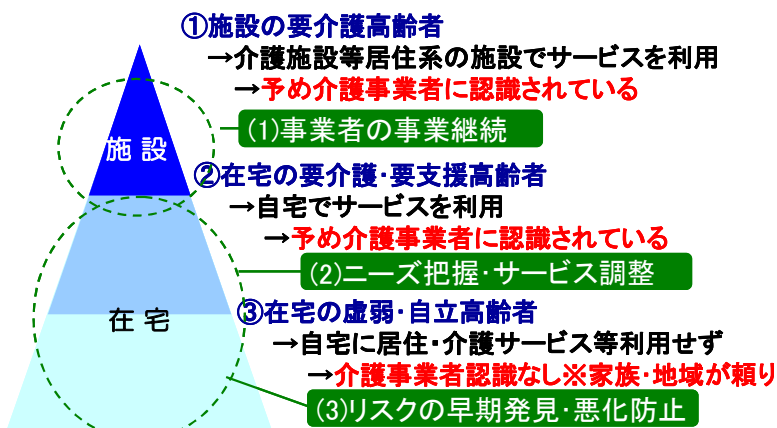 ①施設の要介護高齢者
→介護施設等居住系の施設でサービスを利用
→予め介護事業者に認識されている
(1)事業者の事業継続
施 設
②在宅の要介護・要支援高齢者
→自宅でサービスを利用
→予め介護事業者に認識されている
(2)ニーズ把握・サービス調整
③在宅の虚弱・自立高齢者
在 宅
→自宅に居住・介護サービス等利用せず
→介護事業者認識なし※家族・地域が頼り
(3)リスクの早期発見・悪化防止